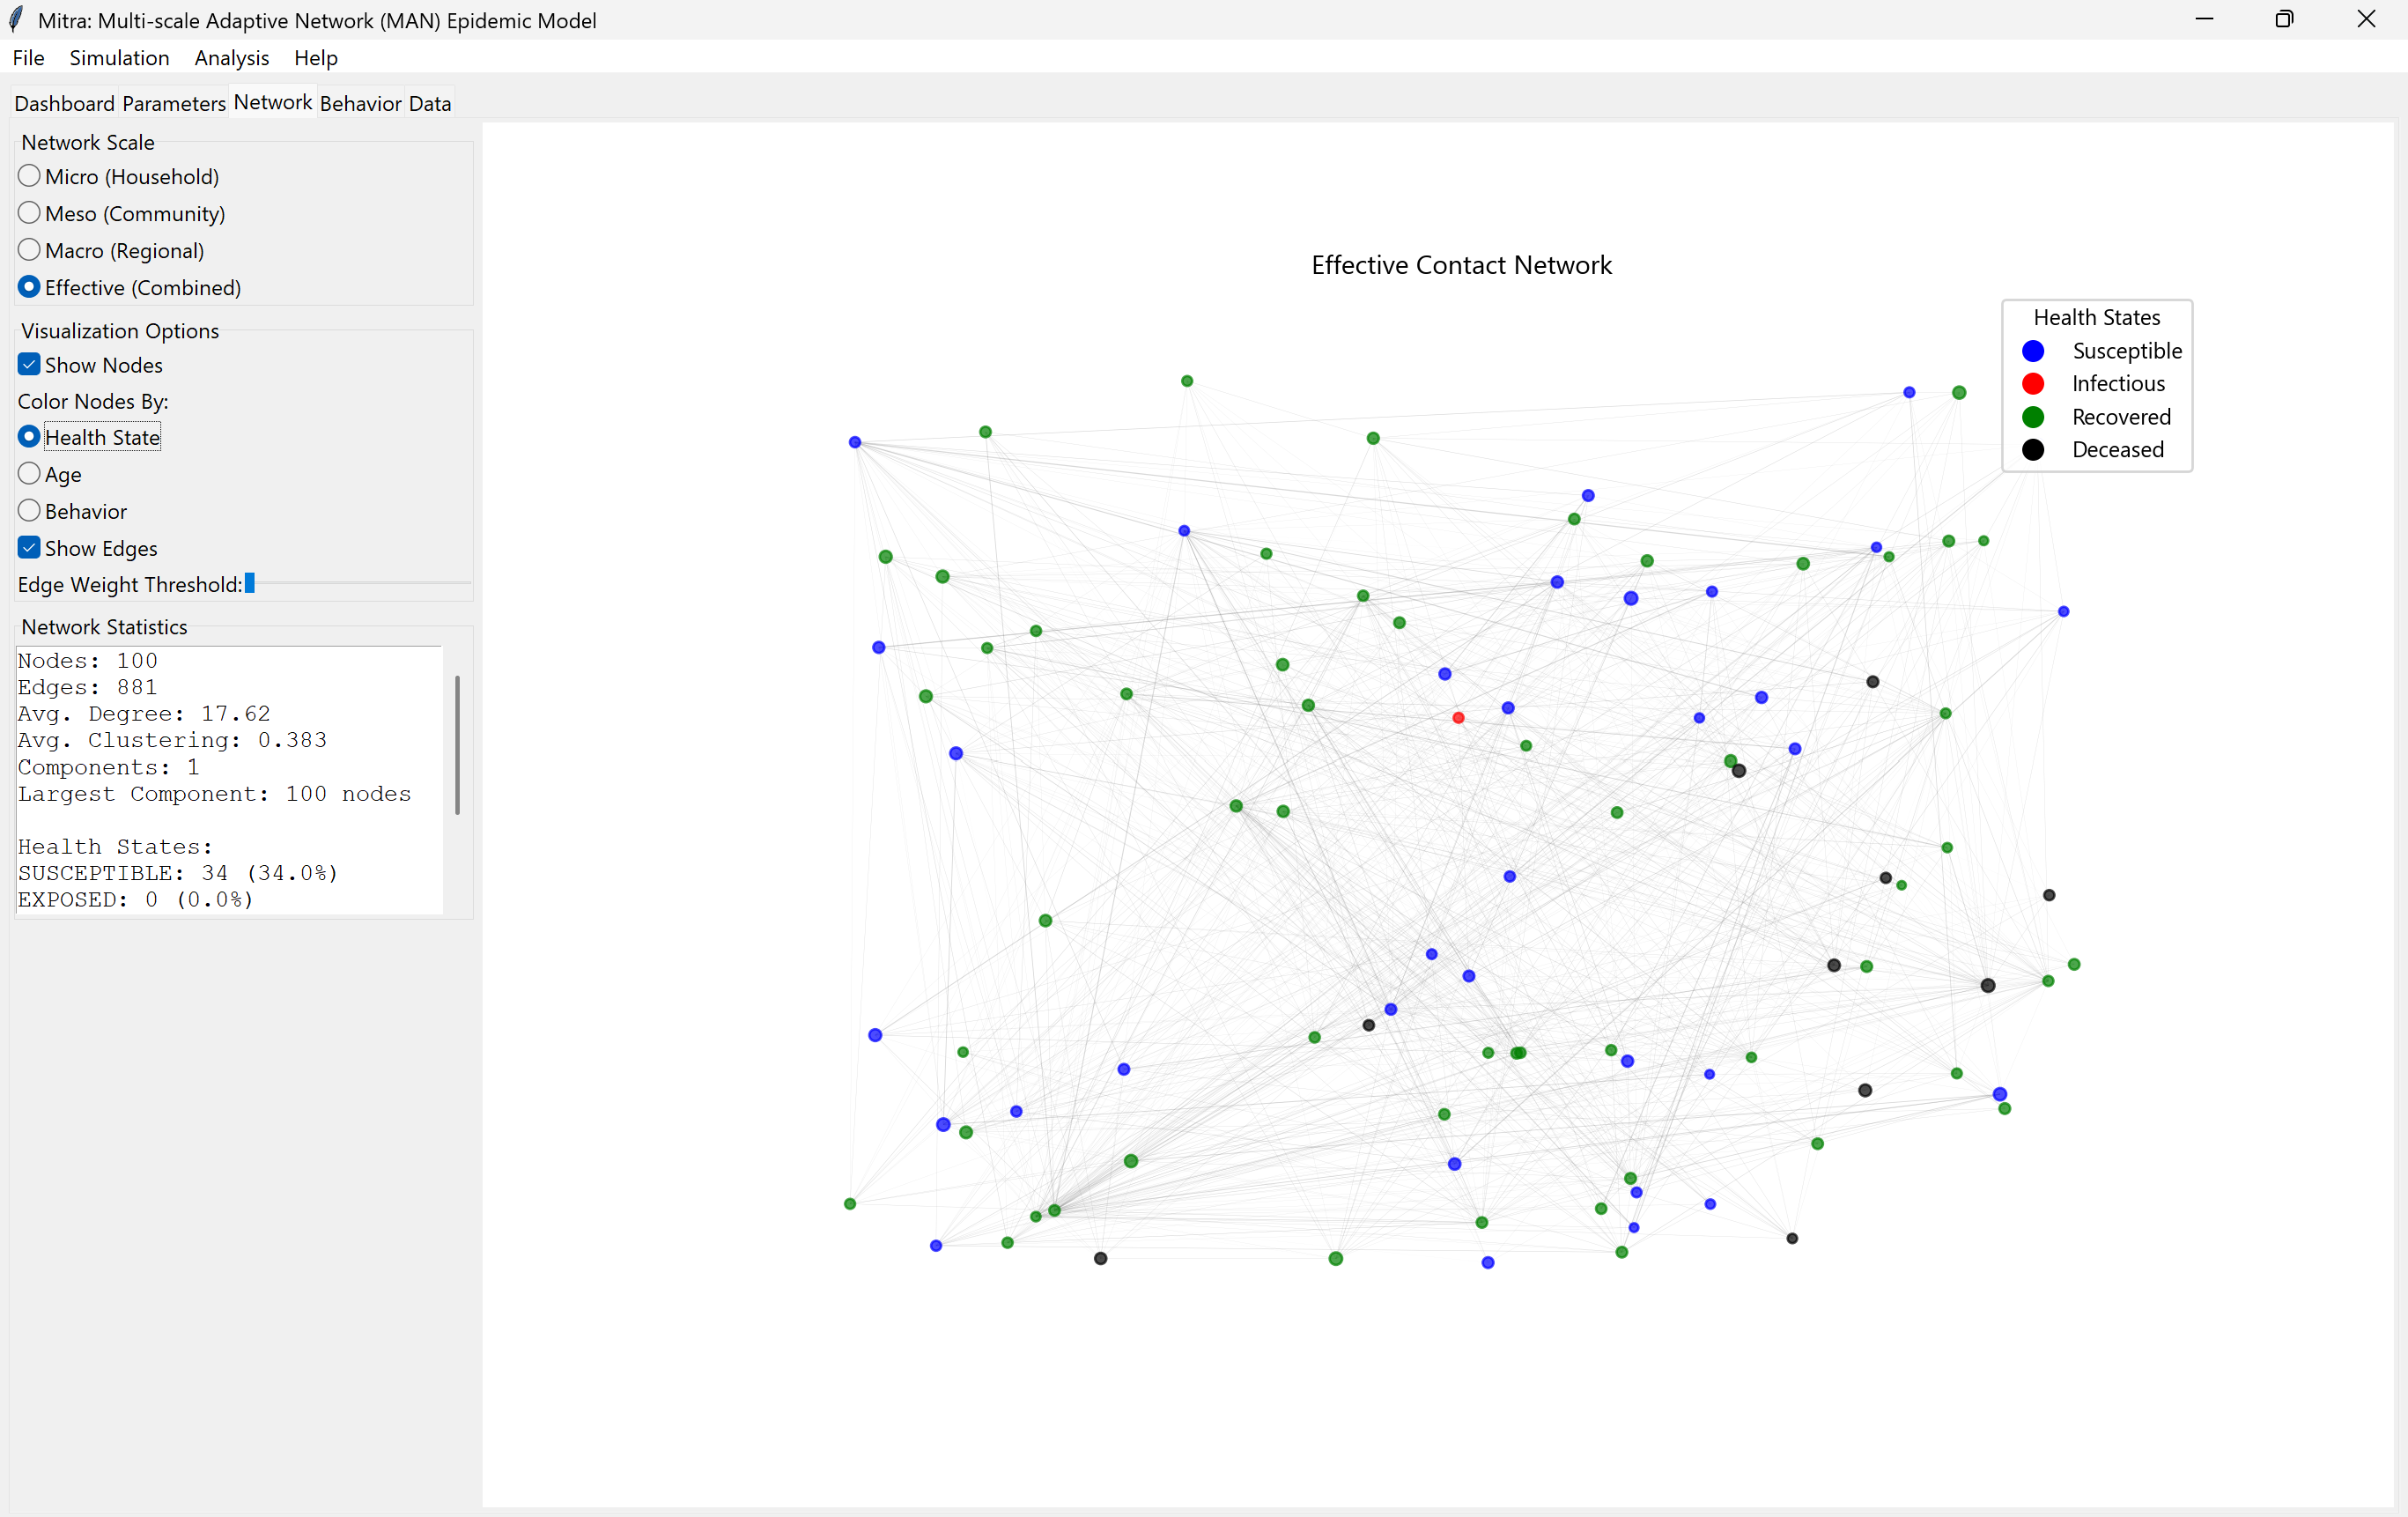 Mitra: Multi-scale Adaptive Network (MAN) Epidemic Model
File Simulation Analysis Help
Dashboard Parameters Network Behavior Data
Network Scale
Micro (Household)
Meso (Community)
Macro (Regional)
Effective (Combined)
Visualization Options
Show Nodes
Color Nodes By:
Health State
Age
Behavior
Show Edges
Edge Weight Threshold:
Network Statistics
Nodes: 100
Edges: 881
Avg. Degree: 17.62
Avg. Clustering: 0.383
Components: 1
Largest Component: 100 nodes
Health States:
SUSCEPTIBLE: 34 (34.0%)
EXPOSED: 0 (0.0%)
Effective Contact Network
Health States
Susceptible
Infectious
Recovered
Deceased